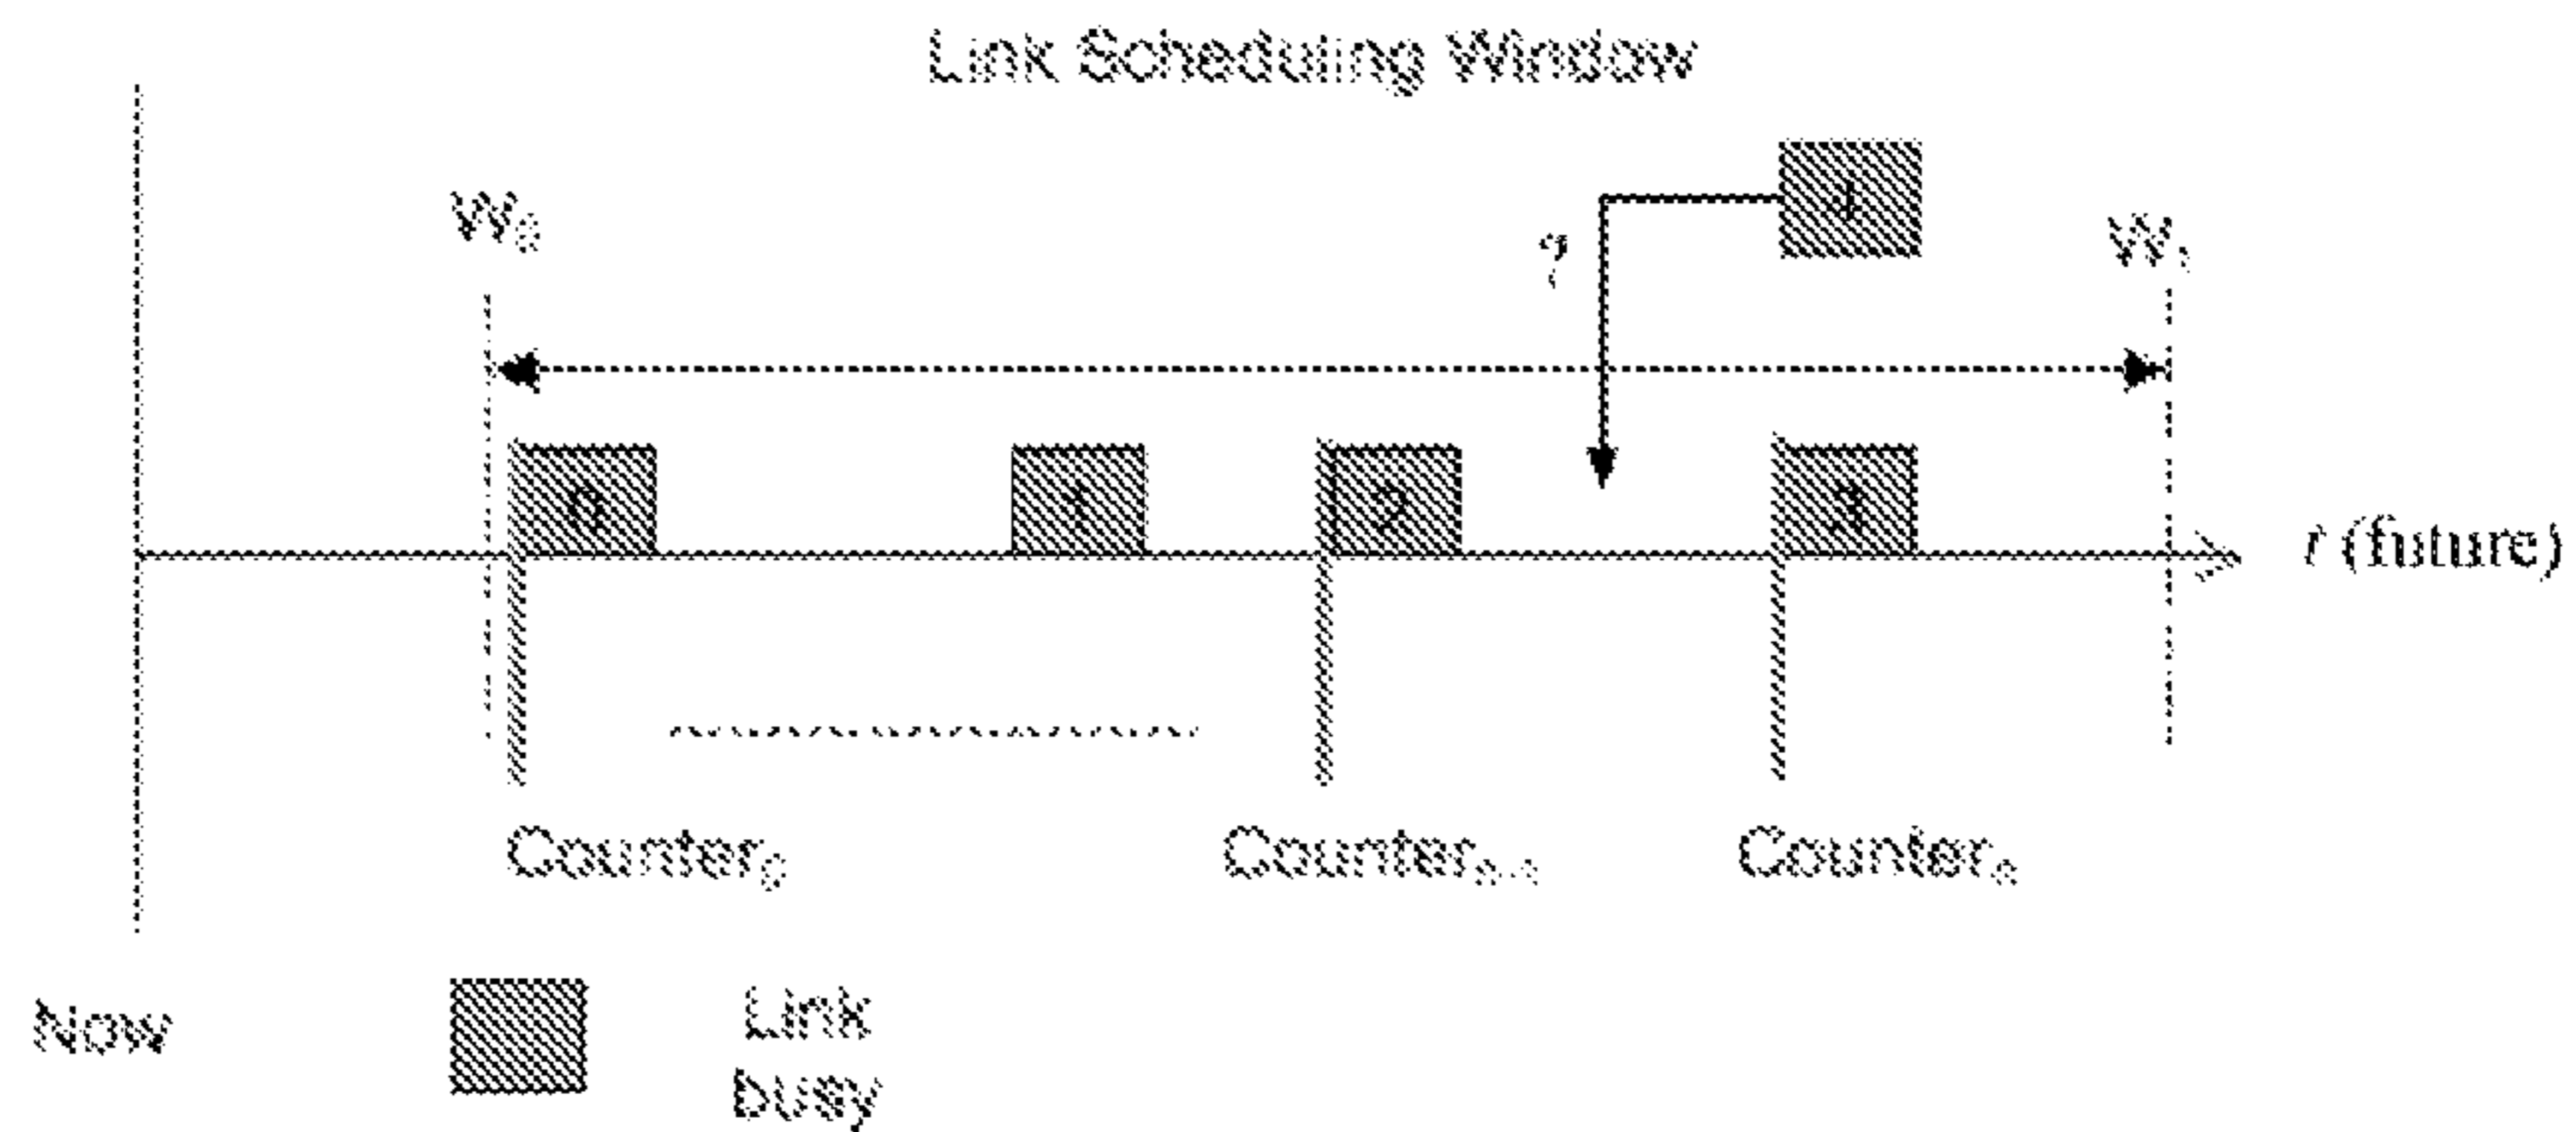 Link Scheduling Window
4
W₀
?
W₁
0 1 2 3
t (future)
Counter₀ Counterₙ₋₁ Counterₙ
Now
Link
busy